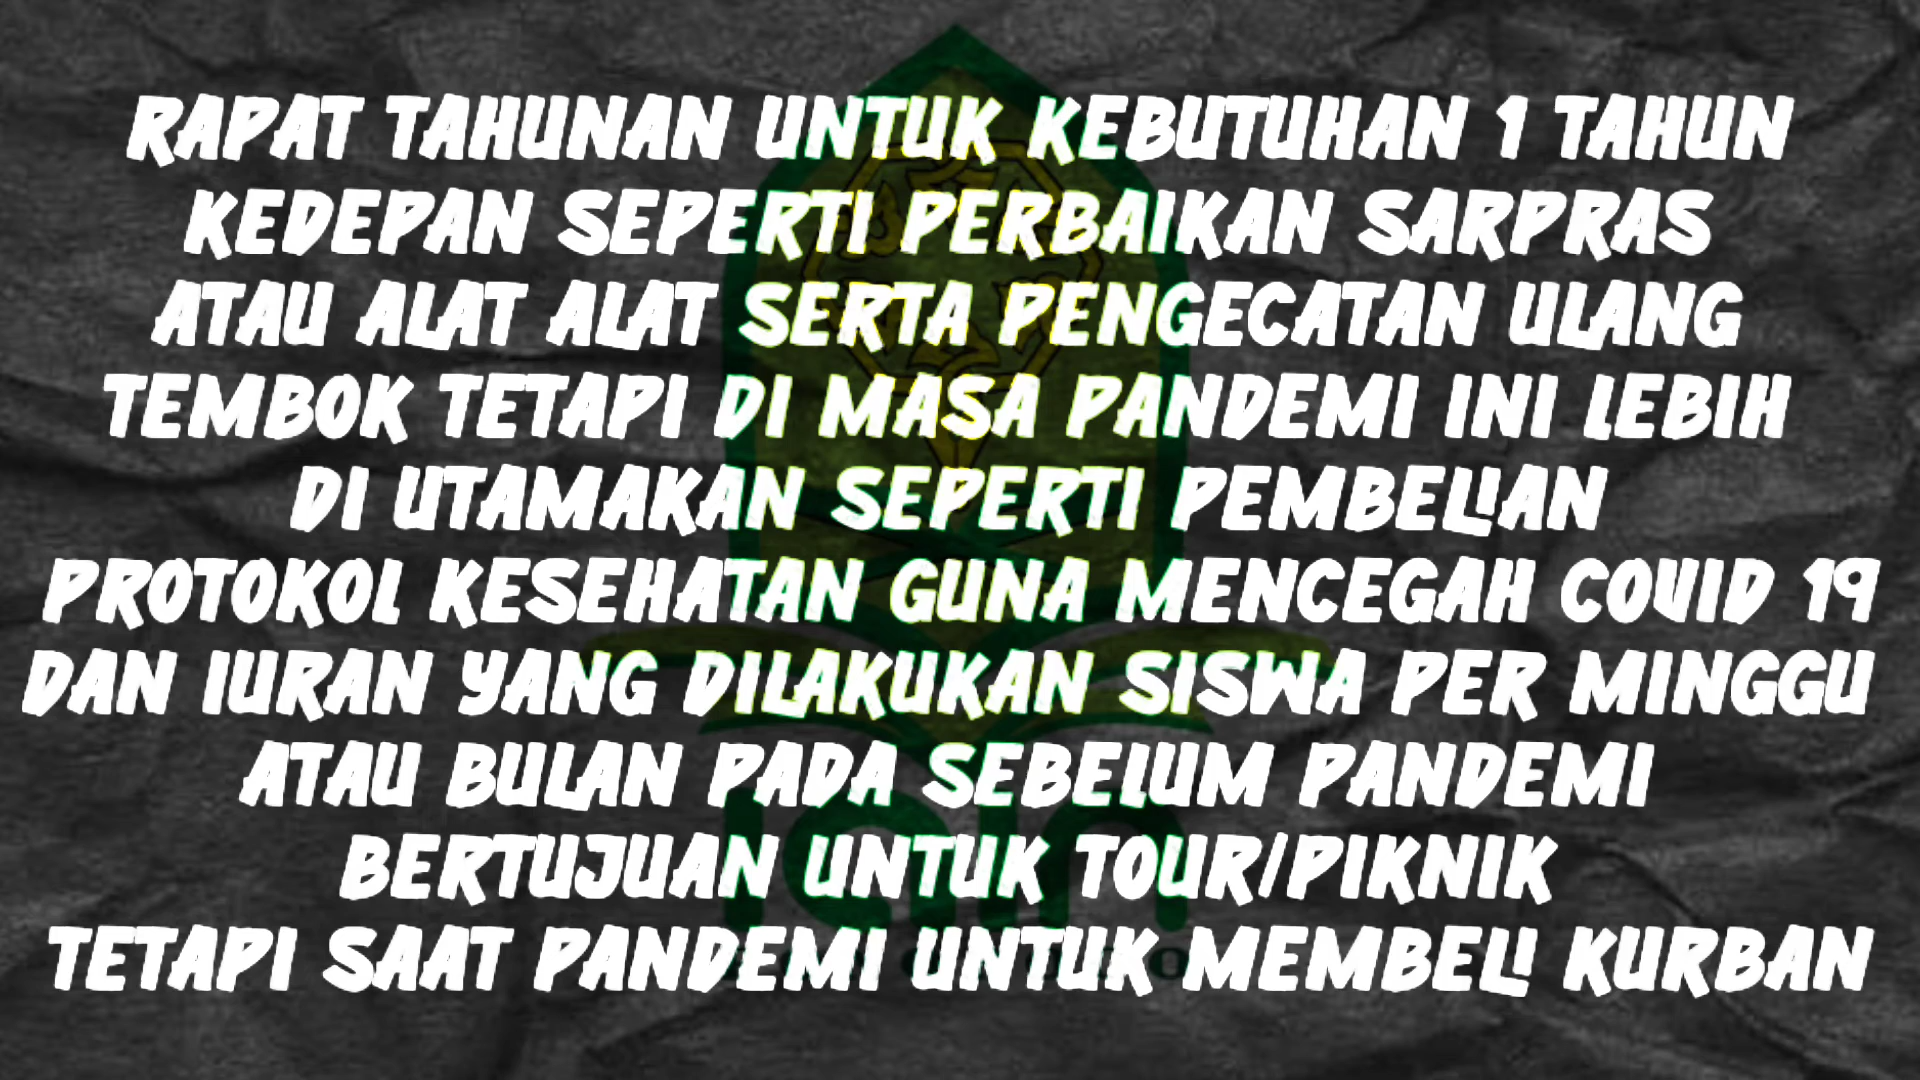 RAPAT TAHUNAN UNTUK KEBUTUHAN 1 TAHUN
KEDEPAN SEPERTI PERBAIKAN SARPRAS
ATAU ALAT ALAT SERTA PENGECATAN ULANG
TEMBOK TETAPI DI MASA PANDEMI INI LEBIH
DI UTAMAKAN SEPERTI PEMBELIAN
PROTOKOL KESEHATAN GUNA MENCEGAH COVID 19
DAN IURAN YANG DILAKUKAN SISWA PER MINGGU
ATAU BULAN PADA SEBELUM PANDEMI
BERTUJUAN UNTUK TOUR/PIKNIK
TETAPI SAAT PANDEMI UNTUK MEMBELI KURBAN